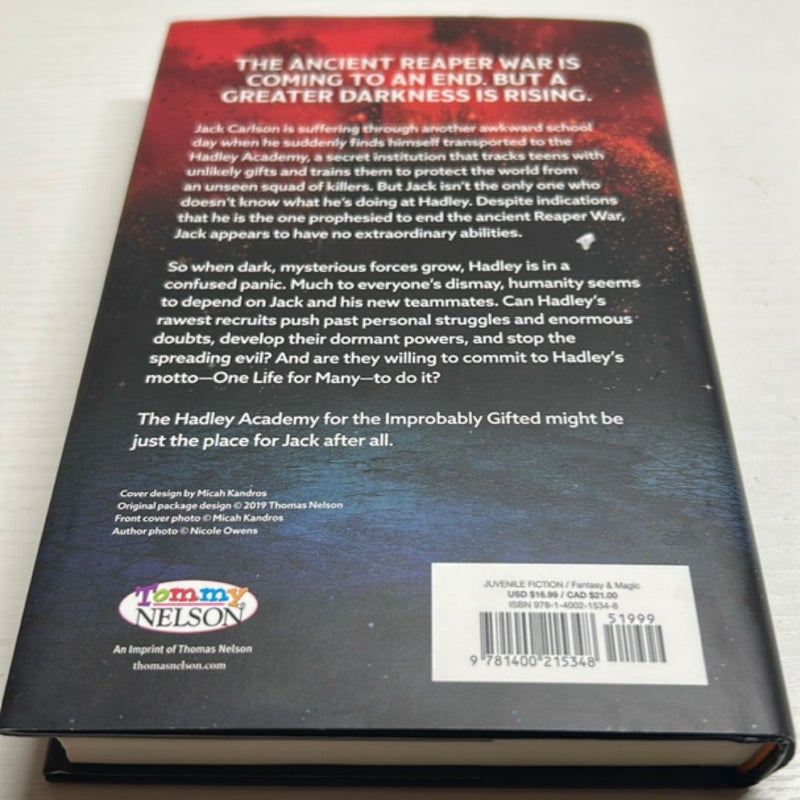 THE ANCIENT REAPER WAR IS
COMING TO AN END. BUT A
GREATER DARKNESS IS RISING.
Jack Carlson is suffering through another awkward school
day when he suddenly finds himself transported to the
Hadley Academy, a secret institution that tracks teens with
unlikely gifts and trains them to protect the world from
an unseen squad of killers. But Jack isn't the only one who
doesn't know what he's doing at Hadley. Despite indications
that he is the one prophesied to end the ancient Reaper War,
Jack appears to have no extraordinary abilities.
So when dark, mysterious forces grow, Hadley is in a
confused panic. Much to everyone's dismay, humanity seems
to depend on Jack and his new teammates. Can Hadley's
rawest recruits push past personal struggles and enormous
doubts, develop their dormant powers, and stop the
spreading evil? And are they willing to commit to Hadley's
motto—One Life for Many—to do it?
The Hadley Academy for the Improbably Gifted might be
just the place for Jack after all.
Cover design by Micah Kandros
Original package design © 2019 Thomas Nelson
Front cover photo © Micah Kandros
Author photo © Nicole Owens
Tommy
NELSON®
An Imprint of Thomas Nelson
thomasnelson.com
JUVENILE FICTION / Fantasy & Magic
USD $16.99 / CAD $21.00
ISBN 978-1-4002-1534-8
51999
9 781400 215348